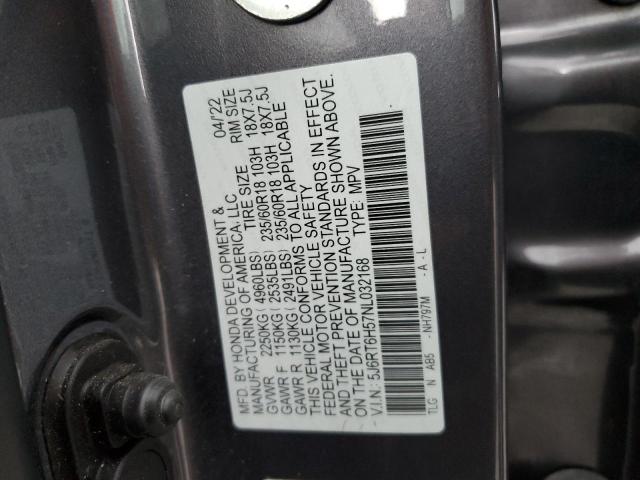 MFD. BY HONDA DEVELOPMENT & 04/'22
MANUFACTURING OF AMERICA, LLC TIRE SIZE RIM SIZE
GVWR 2250KG ( 4960LBS) 235/60R18 103H 18X7.5J
GAWR F 1150KG ( 2535LBS) 235/60R18 103H 18X7.5J
GAWR R 1130KG ( 2491LBS)
THIS VEHICLE CONFORMS TO ALL APPLICABLE
FEDERAL MOTOR VEHICLE SAFETY
AND THEFT PREVENTION STANDARDS IN EFFECT
ON THE DATE OF MANUFACTURE SHOWN ABOVE.
V.I.N.: 5J6RT6H57NL032168 TYPE: MPV
TLG N AB5 - NH797M - A - L